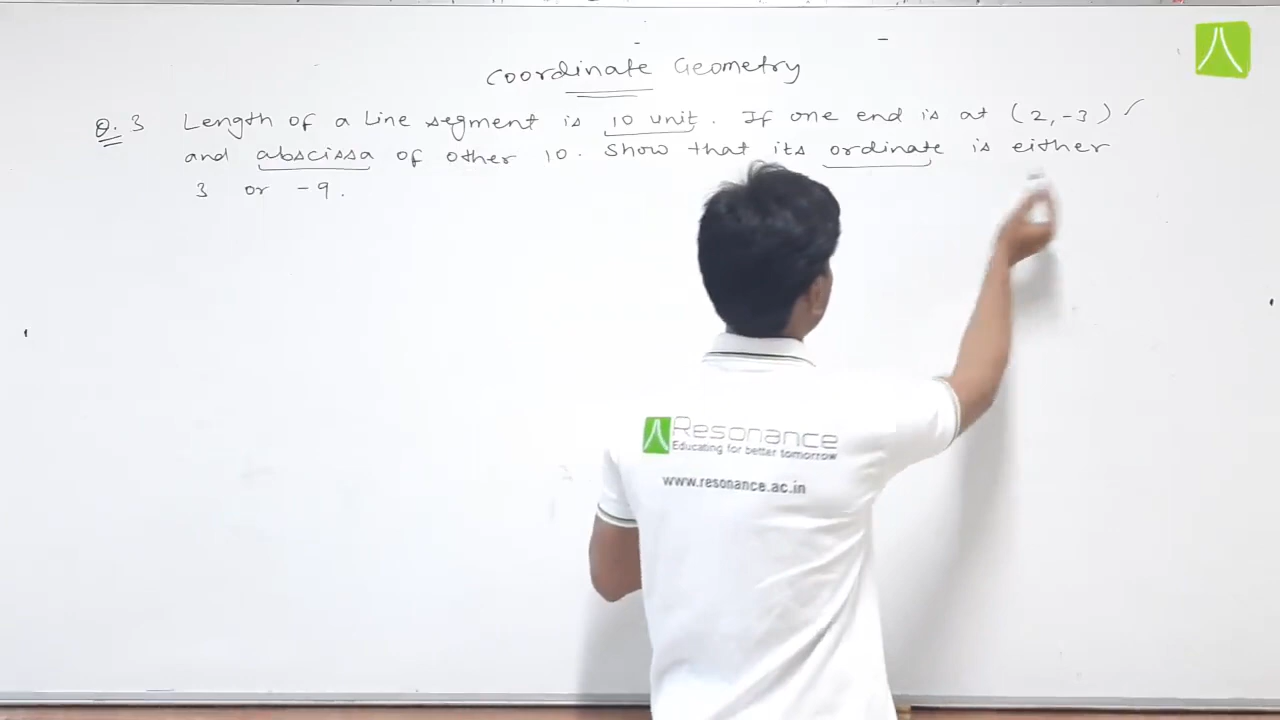 Coordinate Geometry
Q. 3 Length of a Line segment is 10 unit. If one end is at (2, -3) ✓
and abscissa of other 10. Show that its ordinate is either
3 or -9.
Resonance
Educating for better tomorrow
www.resonance.ac.in